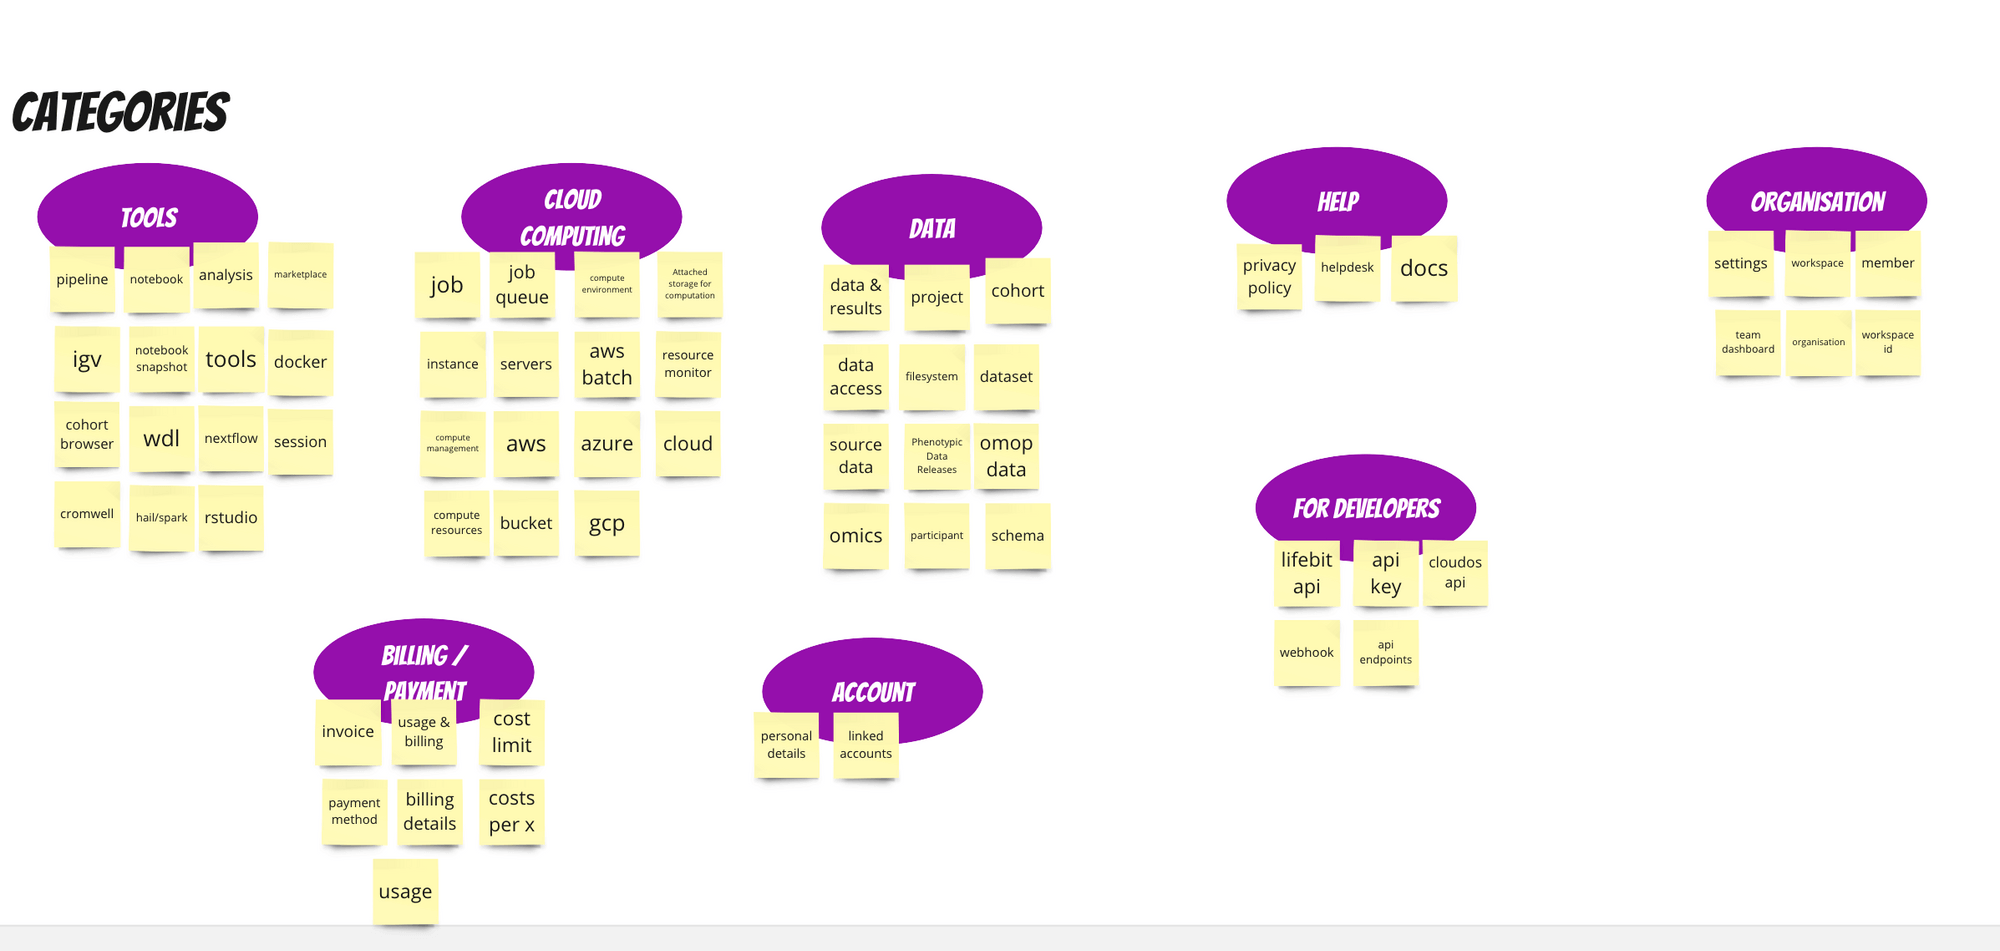 CATEGORIES
TOOLS
pipeline
notebook
analysis
marketplace
igv
notebook
snapshot
tools
docker
cohort
browser
wdl
nextflow
session
cromwell
hail/spark
rstudio
CLOUD
COMPUTING
job
job
queue
compute
environment
Attached
storage for
computation
instance
servers
aws
batch
resource
monitor
compute
management
aws
azure
cloud
compute
resources
bucket
gcp
DATA
data &
results
project
cohort
data
access
filesystem
dataset
source
data
Phenotypic
Data
Releases
omop
data
omics
participant
schema
HELP
privacy
policy
helpdesk
docs
ORGANISATION
settings
workspace
member
team
dashboard
organisation
workspace
id
FOR DEVELOPERS
lifebit
api
api
key
cloudos
api
webhook
api
endpoints
BILLING /
PAYMENT
invoice
usage &
billing
cost
limit
payment
method
billing
details
costs
per x
usage
ACCOUNT
personal
details
linked
accounts